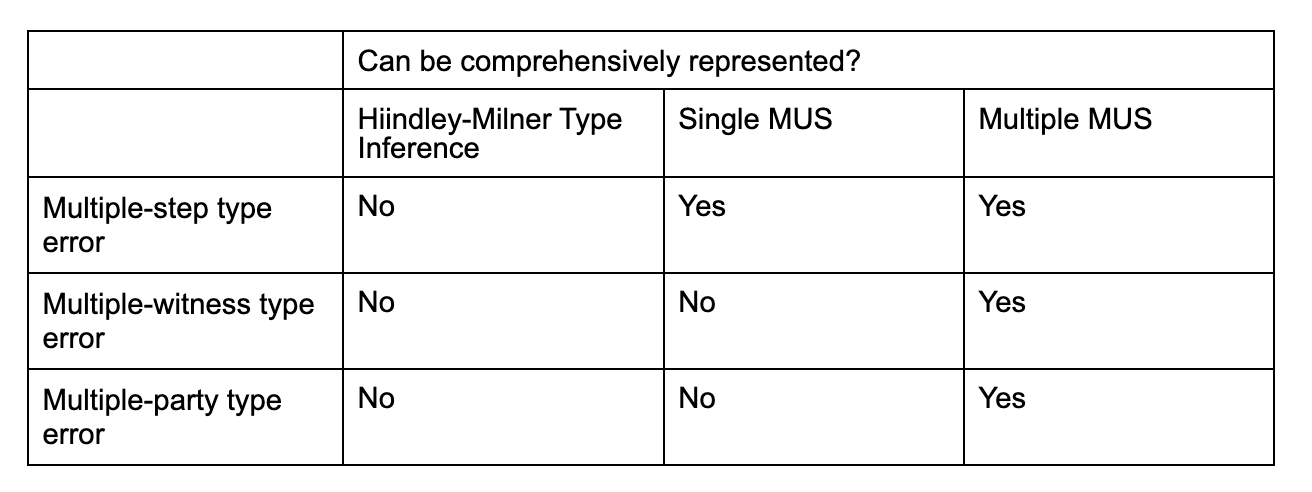 Can be comprehensively represented?
Hiindley-Milner Type
Inference
Single MUS
Multiple MUS
Multiple-step type
error
No
Yes
Yes
Multiple-witness type
error
No
No
Yes
Multiple-party type
error
No
No
Yes